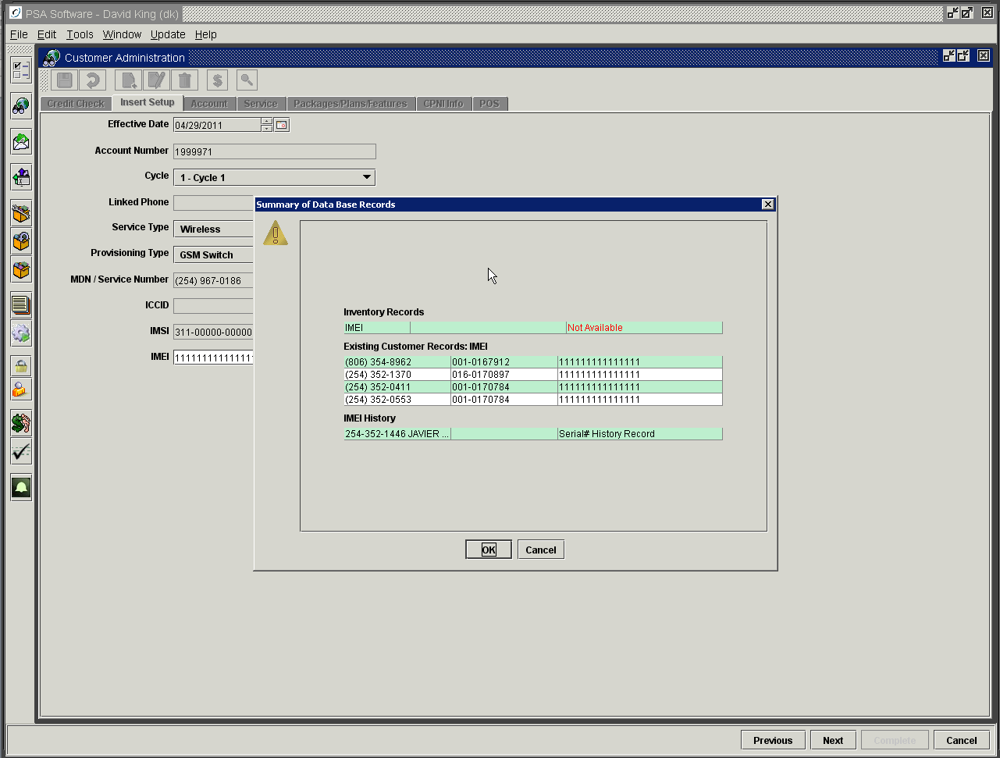 PSA Software - David King (dk)
File Edit Tools Window Update Help
Customer Administration
Credit Check Insert Setup Account Service Packages/Plans/Features CPNI Info POS
Effective Date 04/29/2011
Account Number 1999971
Cycle 1 - Cycle 1
Linked Phone
Service Type Wireless
Provisioning Type GSM Switch
MDN / Service Number (254) 967-0186
ICCID
IMSI 311-00000-00000
IMEI
Summary of Data Base Records
Inventory Records
IMEI Not Available
Existing Customer Records: IMEI
(806) 354-8962 001-0167912 111111111111111
(254) 352-1370 016-0170897 111111111111111
(254) 352-0411 001-0170784 111111111111111
(254) 352-0553 001-0170784 111111111111111
IMEI History
254-352-1446 JAVIER ... Serial# History Record
OK Cancel
Previous Next Complete Cancel